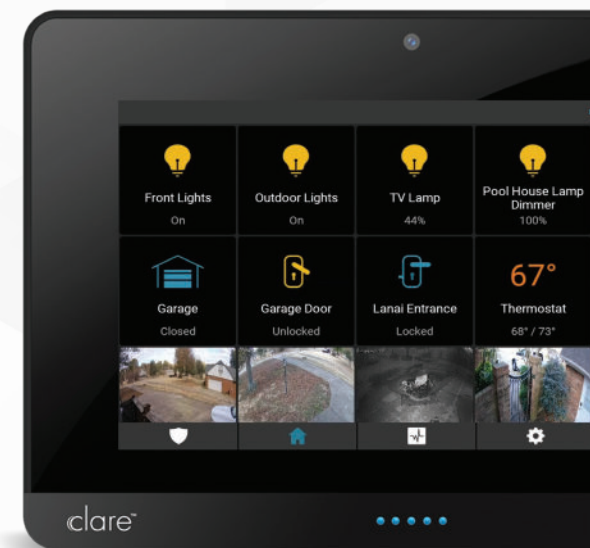 Front Lights
On
Outdoor Lights
On
TV Lamp
44%
Pool House Lamp
Dimmer
100%
Garage
Closed
Garage Door
Unlocked
Lanai Entrance
Locked
67°
Thermostat
68° / 73°
clare™